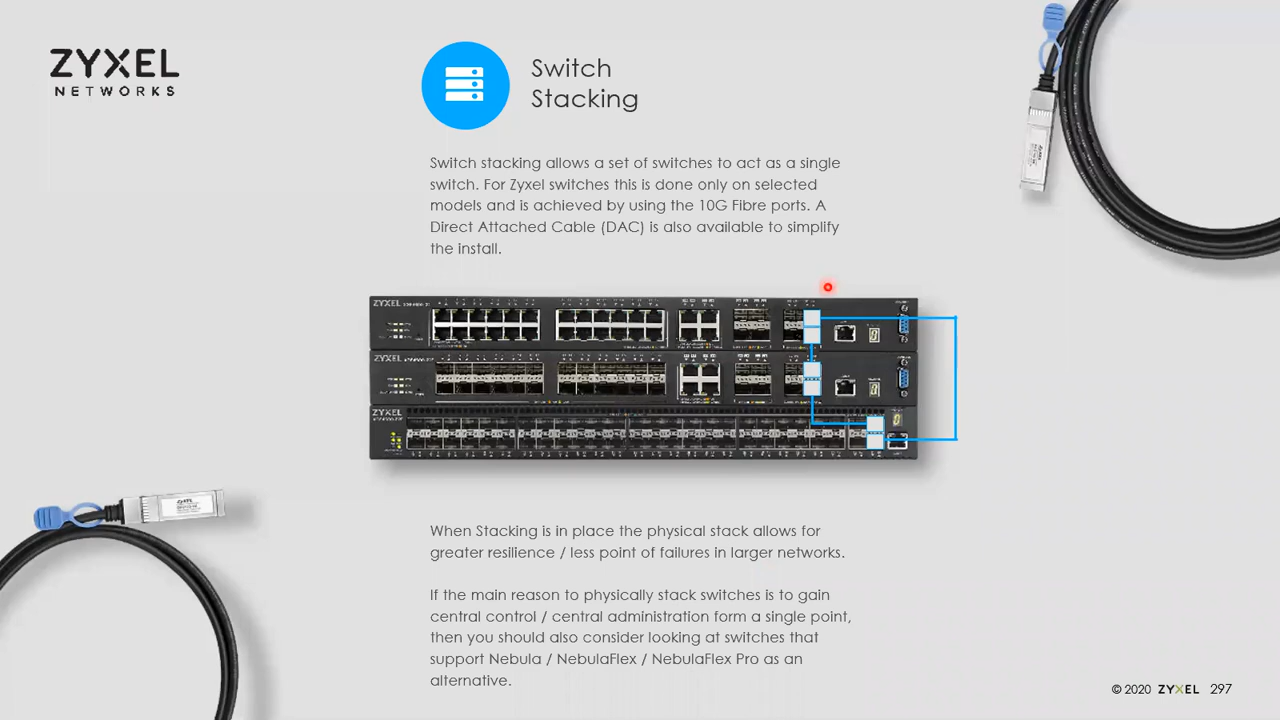 ZYXEL
NETWORKS
Switch
Stacking
Switch stacking allows a set of switches to act as a single
switch. For Zyxel switches this is done only on selected
models and is achieved by using the 10G Fibre ports. A
Direct Attached Cable (DAC) is also available to simplify
the install.
ZYXEL
ZYXEL
ZYXEL
When Stacking is in place the physical stack allows for
greater resilience / less point of failures in larger networks.
If the main reason to physically stack switches is to gain
central control / central administration form a single point,
then you should also consider looking at switches that
support Nebula / NebulaFlex / NebulaFlex Pro as an
alternative.
ZYXEL
© 2020 ZYXEL 297